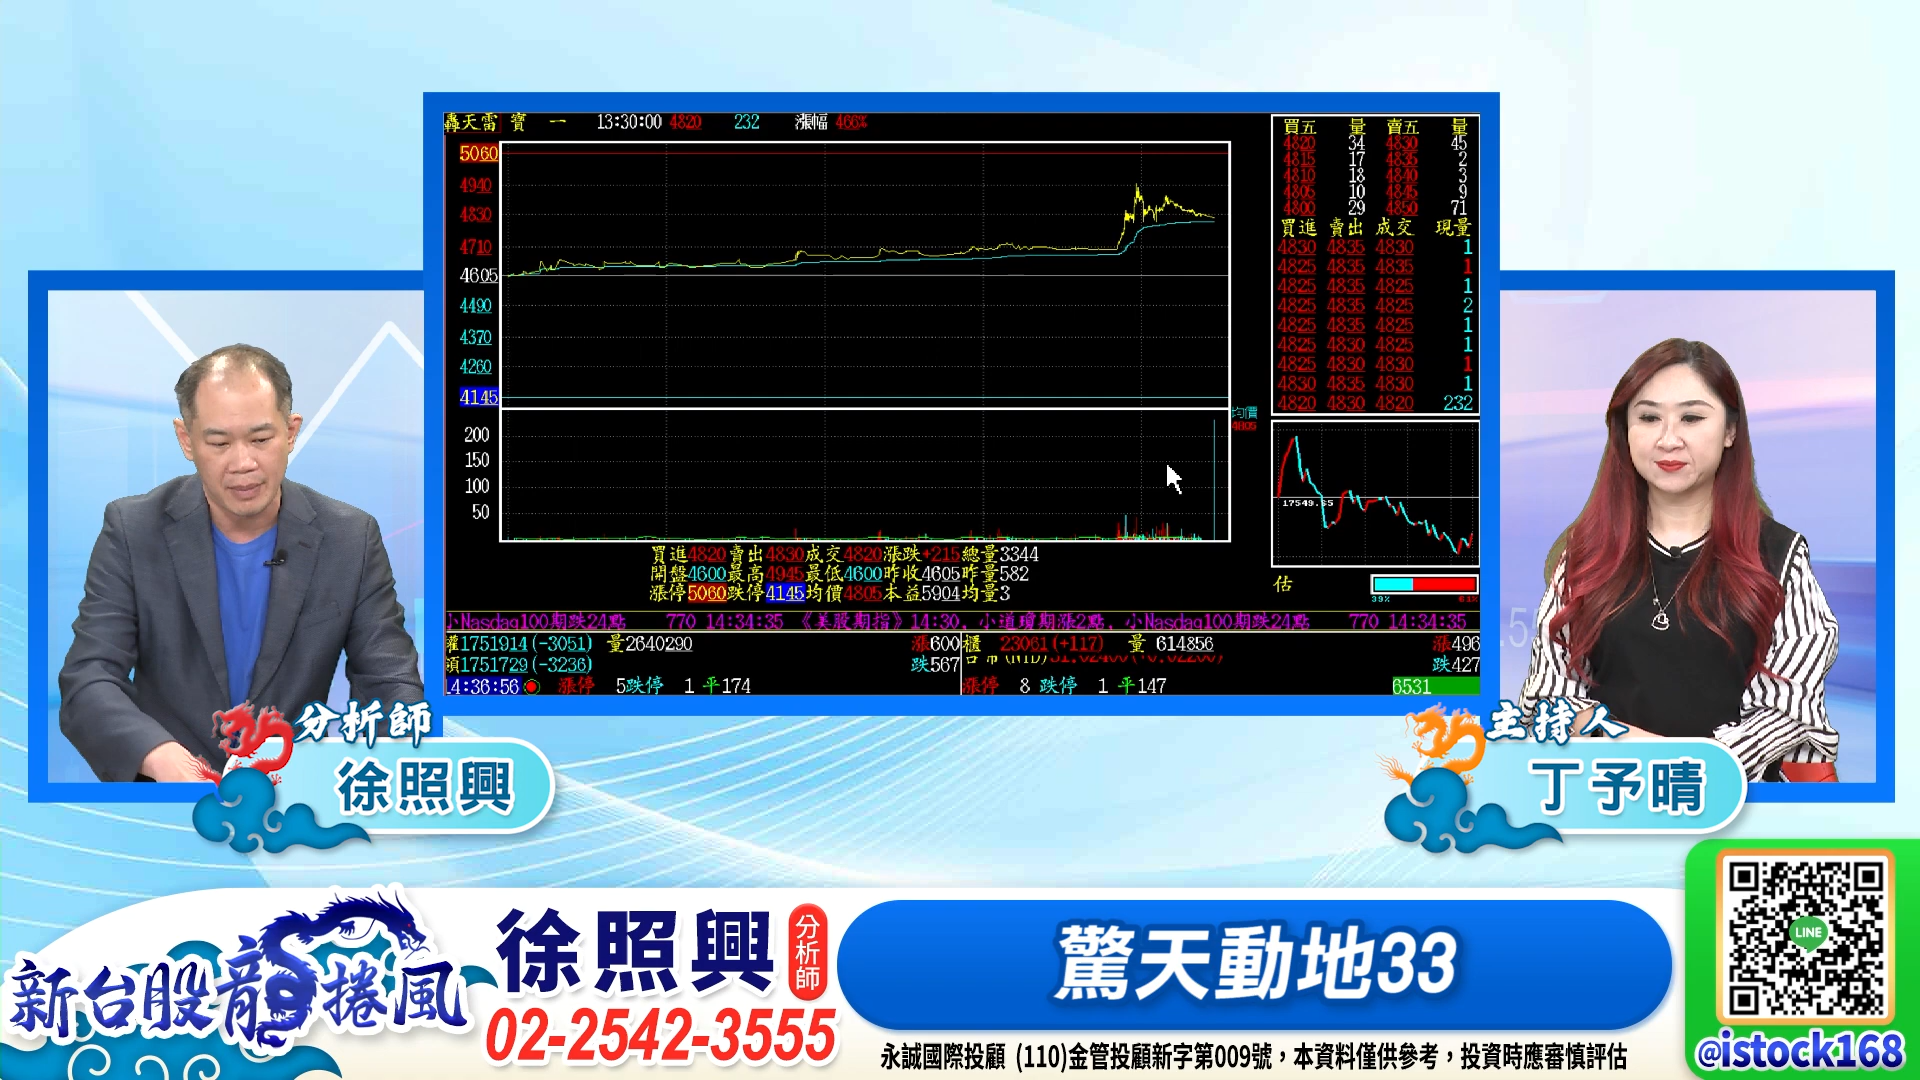 轟天雷 寶 一 13:30:00 4820 232 漲幅 466%
5060
4940
4830
4710
4605
4490
4370
4260
4145
200
150
100
50
均價
4805
買五 量 賣五 量
4820 34 4830 45
4815 17 4835 2
4810 18 4840 3
4805 10 4845 9
4800 29 4850 71
買進 賣出 成交 現量
4830 4835 4830 1
4825 4835 4835 1
4825 4835 4825 1
4825 4835 4825 2
4825 4835 4825 1
4825 4830 4825 1
4825 4830 4830 1
4830 4835 4830 1
4820 4830 4820 232
17549.65
估
39% 61%
買進4820賣出4830成交4820漲跌+215總量3344
開盤4600最高4945最低4600昨收4605昨量582
漲停5060跌停4145均價4805本益5904均量3
小Nasdaq100期跌24點 770 14:34:35 《美股期指》14:30, 小道瓊期漲2點, 小Nasdaq100期跌24點 770 14:34:35
1751914(-3051) 量2640290 漲600 櫃 23061(+117) 量 614856 漲496
1751729(-3236) 跌567 跌427
14:36:56 漲停 5跌停 1 平174 漲停 8 跌停 1 平147 6531
分析師
徐照興
主持人
丁予晴
新台股龍捲風
徐照興 分析師
02-2542-3555
驚天動地33
永誠國際投顧 (110)金管投顧新字第009號，本資料僅供參考，投資時應審慎評估
LINE
@istock168